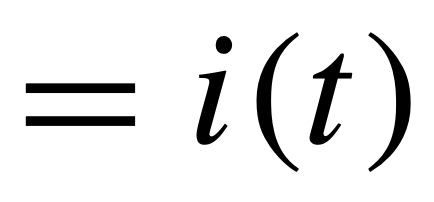 = i(t)